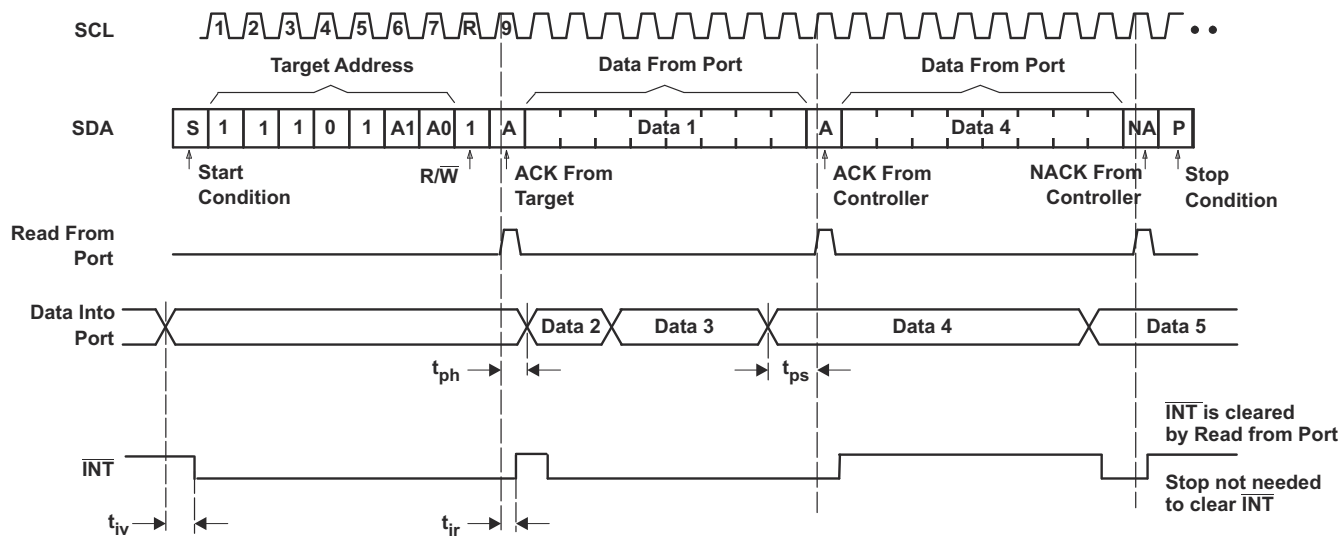 SCL 1 2 3 4 5 6 7 R 9
Target Address Data From Port Data From Port
SDA S 1 1 1 0 1 A1 A0 1 A Data 1 A Data 4 NA P
Start Condition
R/W̅
ACK From Target
ACK From Controller
NACK From Controller
Stop Condition
Read From Port
Data Into Port
Data 2 Data 3 Data 4 Data 5
tph
tps
INT̅ is cleared
by Read from Port
INT̅
Stop not needed
to clear INT̅
tiv
tir